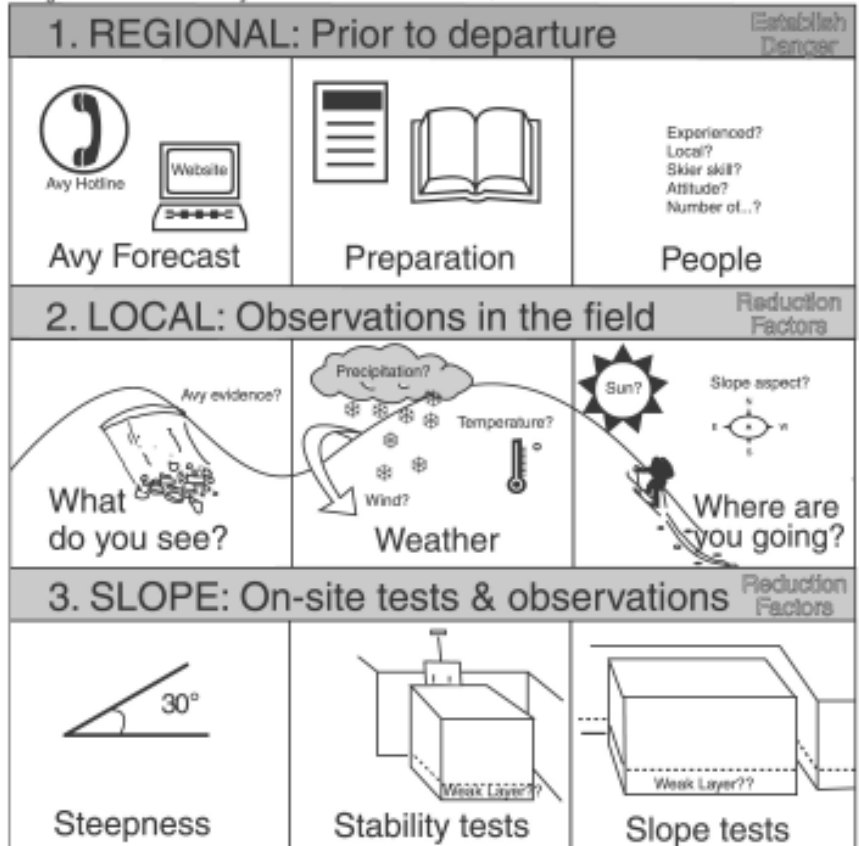 1. REGIONAL: Prior to departure
Establish
Danger
Avy Hotline
Website
Avy Forecast
Preparation
Experienced?
Local?
Skier skill?
Attitude?
Number of...?
People
2. LOCAL: Observations in the field
Reduction
Factors
Avy evidence?
What
do you see?
Precipitation?
Temperature?
Wind?
Weather
Sun?
Slope aspect?
N
E
W
S
Where are
you going?
3. SLOPE: On-site tests & observations
Reduction
Factors
30°
Steepness
Weak Layer??
Stability tests
Weak Layer??
Slope tests